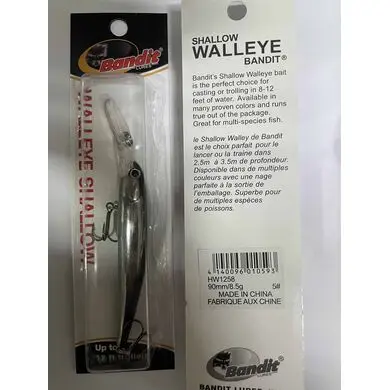 Bandit
LURES
WALLEYE SHALLOW
Up to
SHALLOW
WALLEYE
BANDIT®
Bandit's Shallow Walleye bait
is the perfect choice for
casting or trolling in 8-12
feet of water. Available in
many proven colors and runs
true out of the package.
Great for multi-species fish.
le Shallow Walley de Bandit
est le choix parfait pour le
lancer ou la traine dans
2.5m à 3.5m de profondeur.
Disponible dans de multiples
couleurs avec une nage
parfaite à la sortie de
l'emballage. Superbe pour
de multiples espèces
de poissons.
4 140096 010593
HW1258
90mm/8.5g 5#
MADE IN CHINA
FABRIQUE AUX CHINE
Bandit